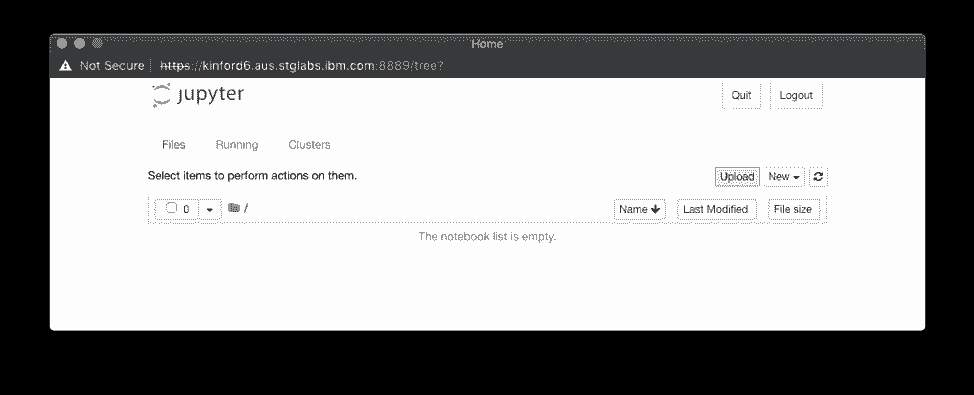 Home
Not Secure https://kinford6.aus.stglabs.ibm.com:8889/tree?
jupyter
Quit Logout
Files Running Clusters
Select items to perform actions on them.
Upload New
0 / Name Last Modified File size
The notebook list is empty.